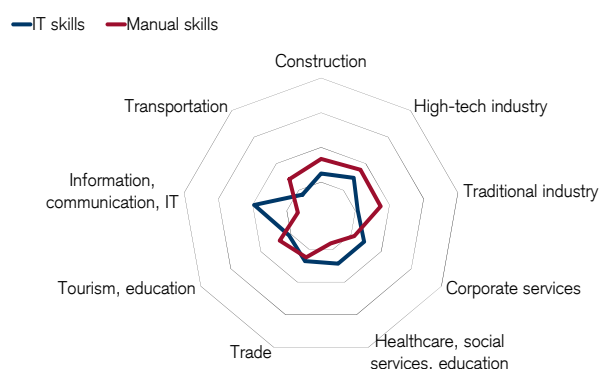 IT skills
Manual skills
Construction
High-tech industry
Traditional industry
Corporate services
Healthcare, social
services, education
Trade
Tourism, education
Information,
communication, IT
Transportation